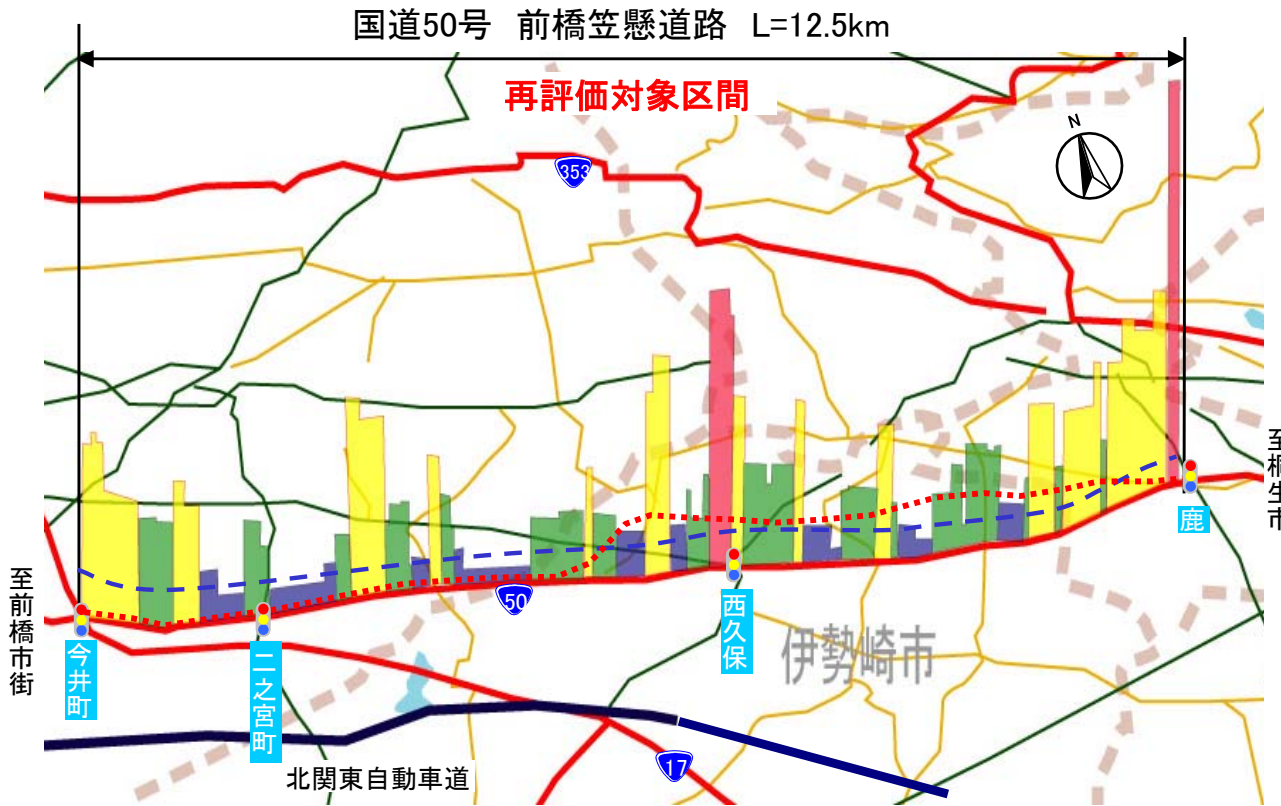 国道50号 前橋笠懸道路 L=12.5km
再評価対象区間
N
353
至桐生市
鹿
50
西久保
伊勢崎市
至前橋市街
今井町
二之宮町
17
北関東自動車道